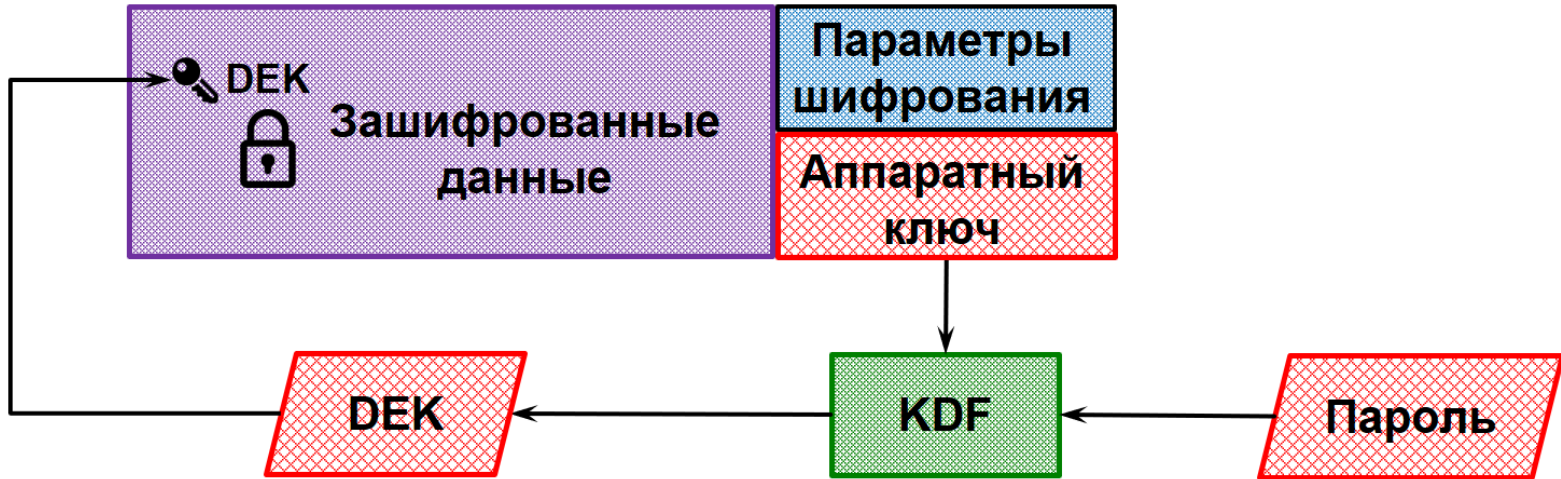 Параметры
шифрования
DEK
Зашифрованные
данные
Аппаратный
ключ
DEK
KDF
Пароль